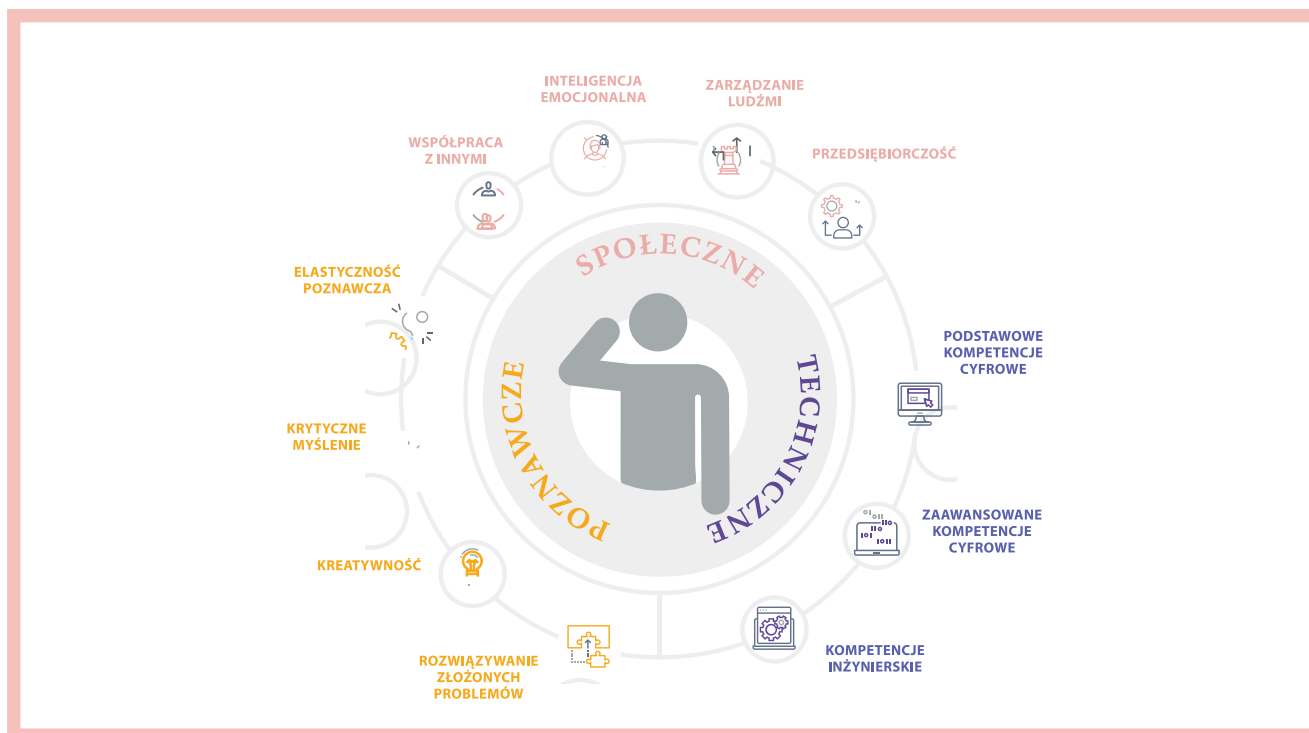 INTELIGENCJA
EMOCJONALNA
ZARZĄDZANIE
LUDŹMI
WSPÓŁPRACA
Z INNYMI
PRZEDSIĘBIORCZOŚĆ
SPOŁECZNE
ELASTYCZNOŚĆ
POZNAWCZA
PODSTAWOWE
KOMPETENCJE
CYFROWE
POZNAWCZE
TECHNICZNE
KRYTYCZNE
MYŚLENIE
ZAAWANSOWANE
KOMPETENCJE
CYFROWE
KREATYWNOŚĆ
KOMPETENCJE
INŻYNIERSKIE
ROZWIĄZYWANIE
ZŁOŻONYCH
PROBLEMÓW